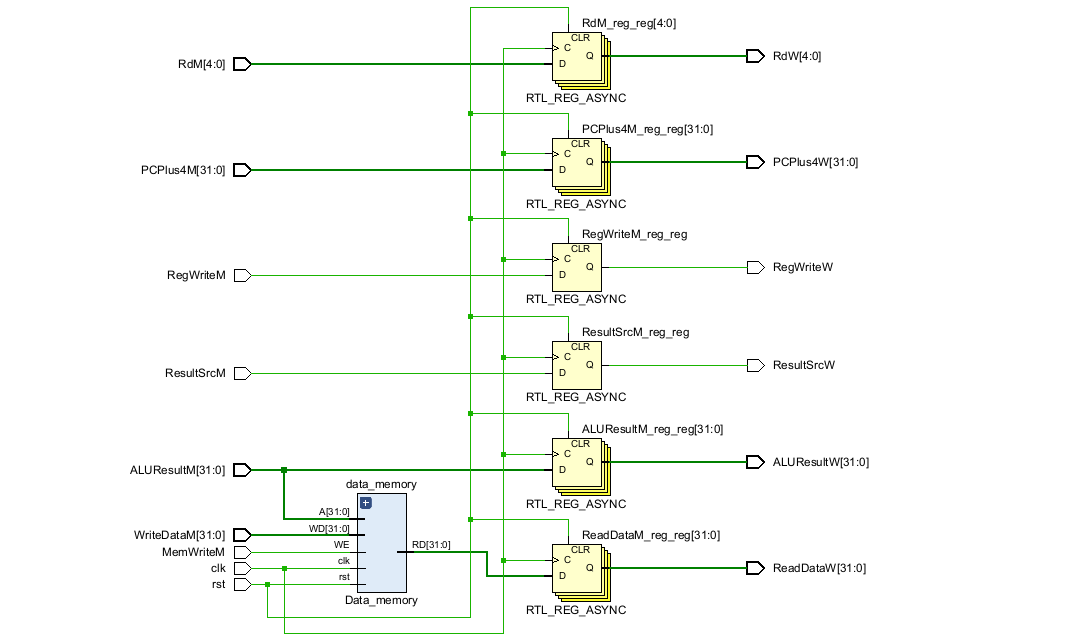 RdM_reg_reg[4:0]
CLR
C
RdM[4:0]
Q
RdW[4:0]
D
RTL_REG_ASYNC
PCPlus4M_reg_reg[31:0]
CLR
C
PCPlus4M[31:0]
Q
PCPlus4W[31:0]
D
RTL_REG_ASYNC
RegWriteM_reg_reg
CLR
C
RegWriteM
Q
RegWriteW
D
RTL_REG_ASYNC
ResultSrcM_reg_reg
CLR
C
ResultSrcM
Q
ResultSrcW
D
RTL_REG_ASYNC
ALUResultM_reg_reg[31:0]
CLR
C
ALUResultM[31:0]
Q
ALUResultW[31:0]
D
RTL_REG_ASYNC
data_memory
A[31:0]
WriteDataM[31:0]
WD[31:0]
MemWriteM
WE
RD[31:0]
clk
clk
rst
rst
Data_memory
ReadDataM_reg_reg[31:0]
CLR
C
Q
ReadDataW[31:0]
D
RTL_REG_ASYNC